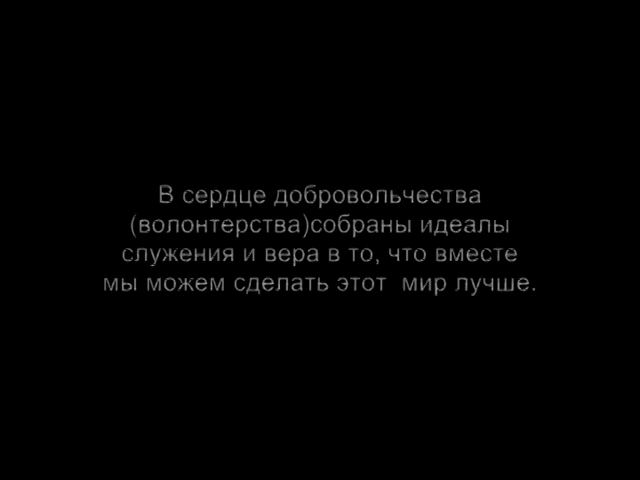 В сердце добровольчества
(волонтерства)собраны идеалы
служения и вера в то, что вместе
мы можем сделать этот  мир лучше.